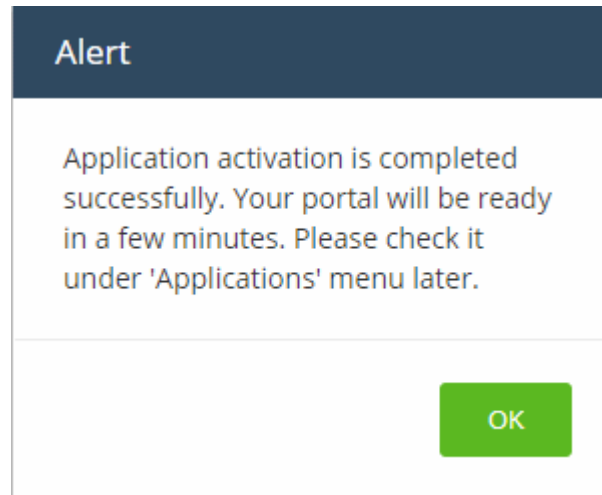 Alert
Application activation is completed
successfully. Your portal will be ready
in a few minutes. Please check it
under 'Applications' menu later.
OK